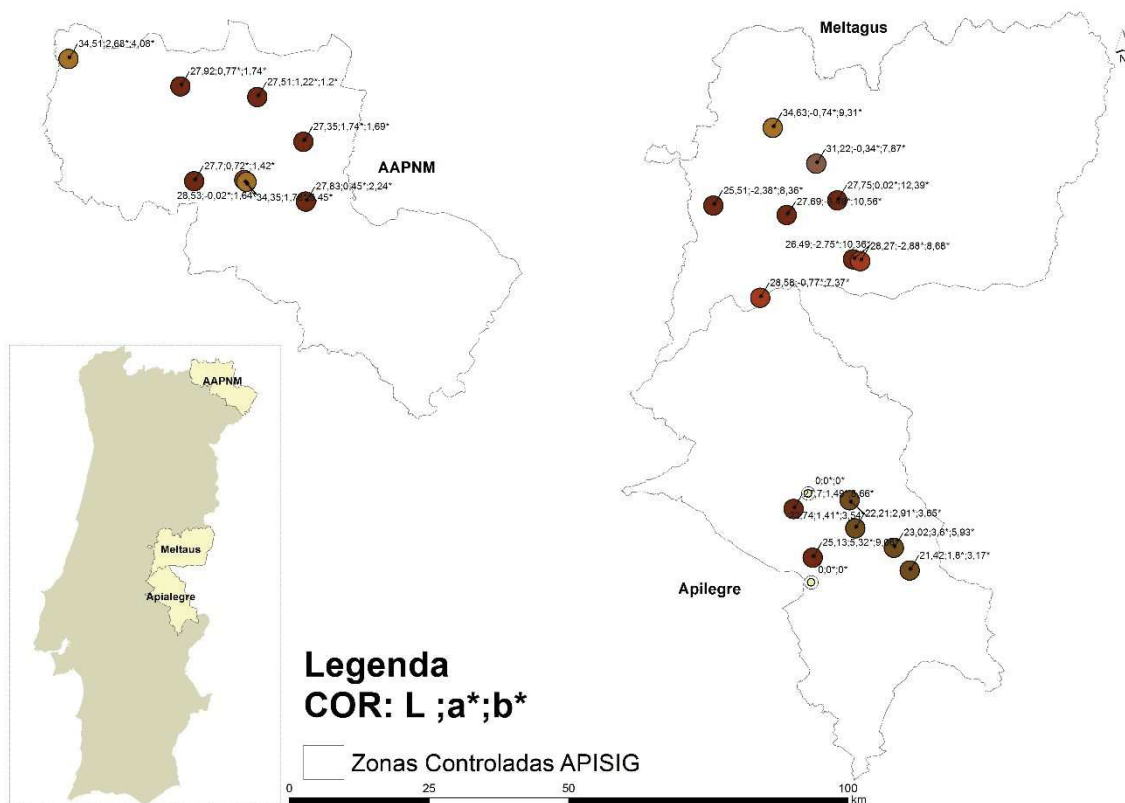 Meltagus
N
34,51;2,68*;4,08*
27,92;0,77*;1.74*
27,51;1,22*;1.2*
27,35;1.74*;1,69*
AAPNM
27,7;0,72*;1,42*
27,83;0,45*;2,24*
28,53;-0,02*;1,64*
34,63;-0,74*;9,31*
31,22;-0,34*;7,87*
27,75;0,02*;12,39*
25,51;-2,38*;8,36*
26,49;-2.75*;10,36*
28,27;-2,88*;8,68*
28,58;-0,77*;7,37*
AAPNM
Meltaus
Apialegre
0;0*;0*
22,21;2,91*;3,65*
23,02;3,6*;5,93*
21,42;1,8*;3,17*
0;0*;0*
Apilegre
Legenda
COR: L ;a*;b*
Zonas Controladas APISIG
0 25 50 100
km